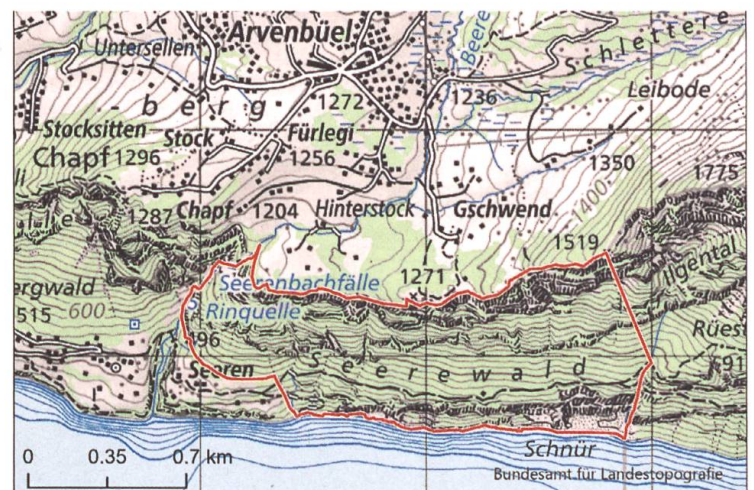 Arvenbüel
Untersellen
Beere
Schlettere
berg
1272
1236
Leibode
Stocksitten
Stock
Fürlegi
Chapf 1296
1256
1350
1775
1400
1287 Chapf 1204 Hinterstock Gschwend
1519
Illgental
Seerenbachfälle
1271
ergwald
Rinquelle
515 600
96
Rües
91
Seeren
Seerewald
0 0.35 0.7 km
Schnür
Bundesamt für Landestopografie